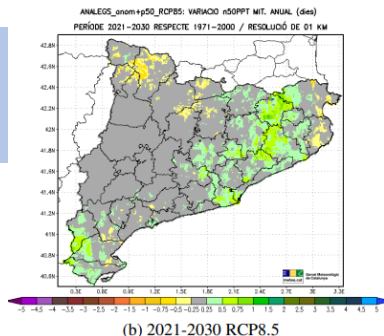 ANALEGS_anom+p50_RCP85: VARIACIO n50PPT MIT. ANUAL (dies)
PERÍODE 2021-2030 RESPECTE 1971-2000 / RESOLUCIÓ DE 01 KM
42.8N
42.6N
42.4N
42.2N
42N
41.8N
41.6N
41.4N
41.2N
41N
40.8N
40.6N
0.3E 0.6E 0.9E 1.2E 1.5E 1.8E 2.1E 2.4E 2.7E 3E 3.3E
meteo.cat
Servei Meteorològic
de Catalunya
-5 -4.5 -4 -3.5 -3 -2.5 -2 -1.5 -1 -0.5 -0.25 0.25 0.5 0.75 1 1.5 2 2.5 3 3.5 4 4.5 5
(b) 2021-2030 RCP8.5